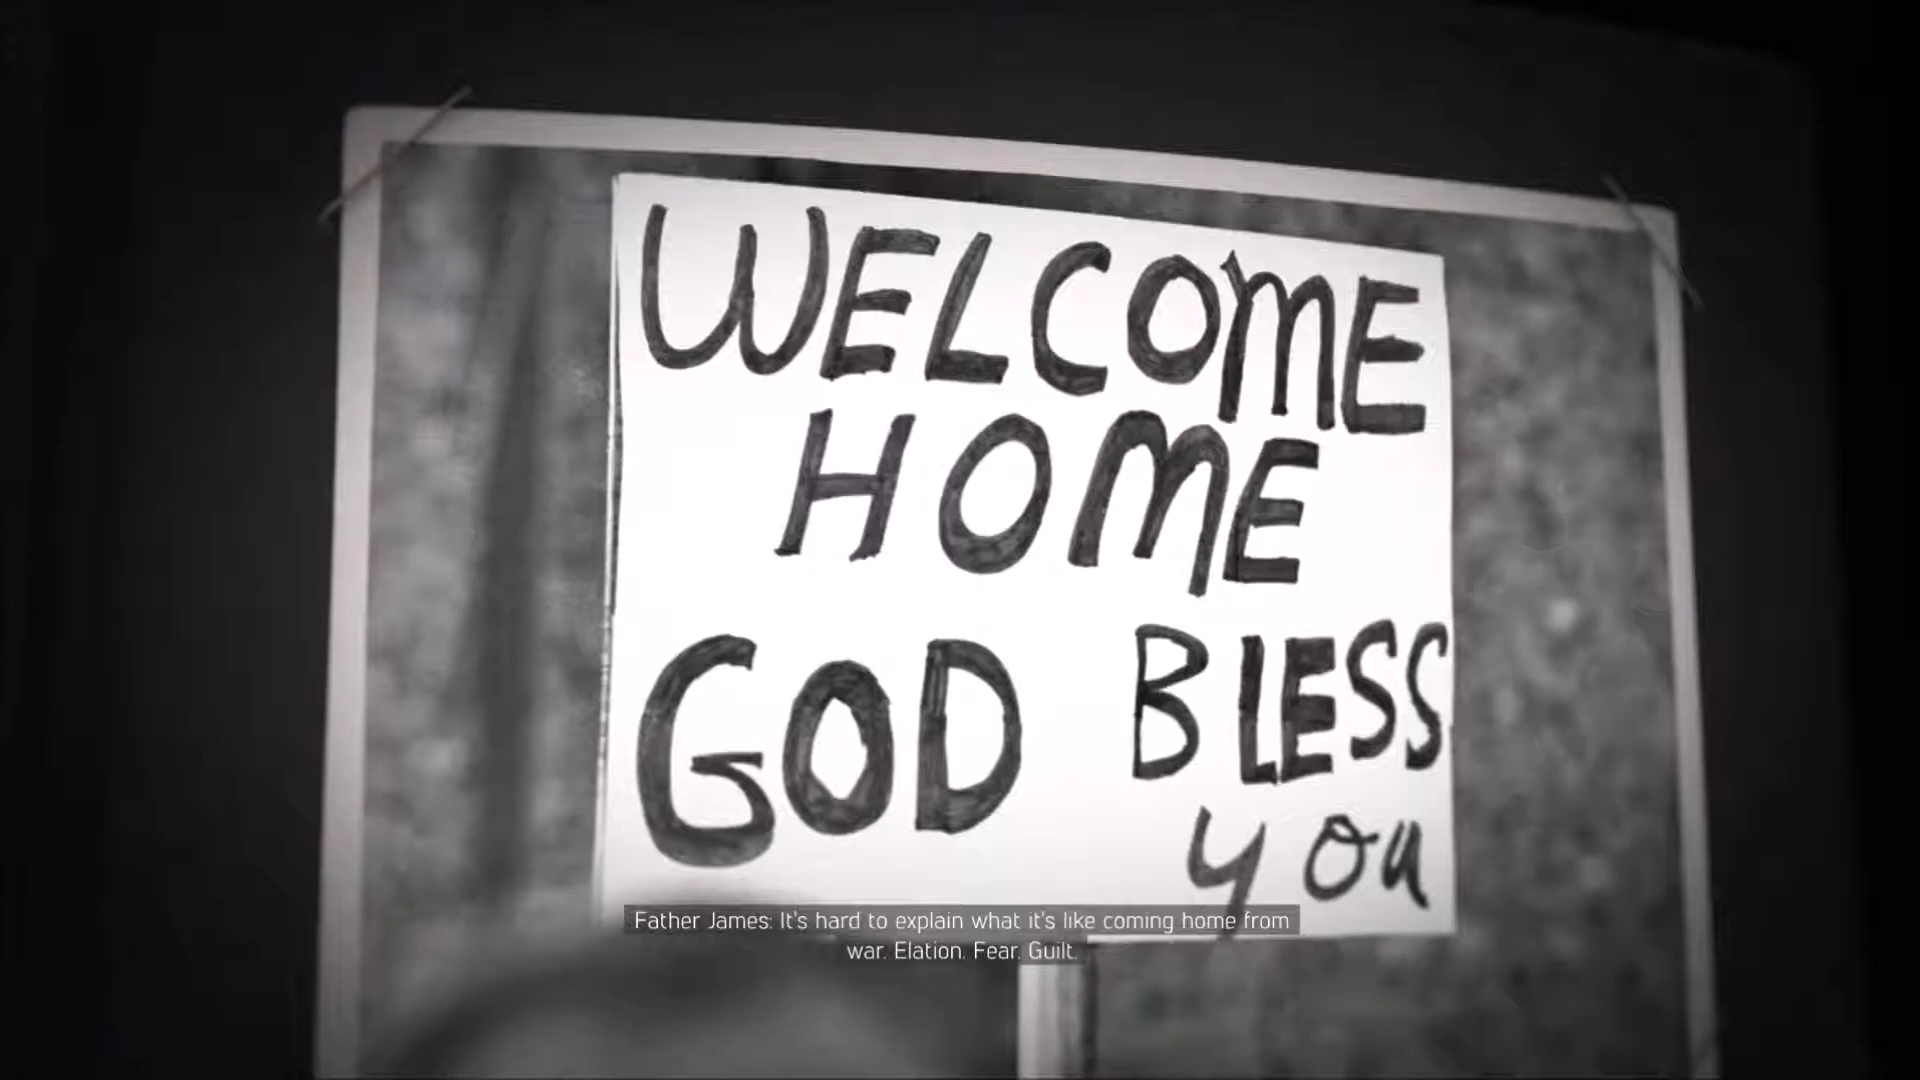 WELCOME
HOME
GOD BLESS
you
Father James: It's hard to explain what it's like coming home from
war. Elation. Fear. Guilt.